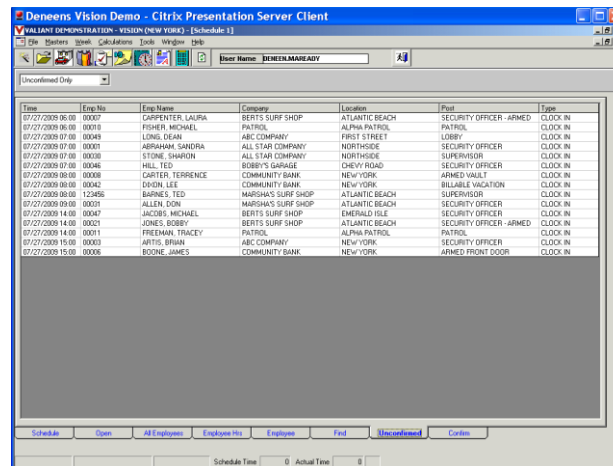 Deneens Vision Demo - Citrix Presentation Server Client
VALIANT DEMONSTRATION - VISION (NEW YORK) - [Schedule 1]
File Masters Week Calculations Tools Window Help
User Name DENEEN.MAREADY
Unconfirmed Only
Time Emp No Emp Name Company Location Post Type
07/27/2009 06:00 00007 CARPENTER, LAURA BERTS SURF SHOP ATLANTIC BEACH SECURITY OFFICER - ARMED CLOCK IN
07/27/2009 06:00 00010 FISHER, MICHAEL PATROL ALPHA PATROL PATROL CLOCK IN
07/27/2009 07:00 00049 LONG, DEAN ABC COMPANY FIRST STREET LOBBY CLOCK IN
07/27/2009 07:00 00001 ABRAHAM, SANDRA ALL STAR COMPANY NORTHSIDE SECURITY OFFICER CLOCK IN
07/27/2009 07:00 00030 STONE, SHARON ALL STAR COMPANY NORTHSIDE SUPERVISOR CLOCK IN
07/27/2009 07:00 00046 HILL, TED BOBBY'S GARAGE CHEVY ROAD SECURITY OFFICER CLOCK IN
07/27/2009 08:00 00008 CARTER, TERRENCE COMMUNITY BANK NEW YORK ARMED VAULT CLOCK IN
07/27/2009 08:00 00042 DIXON, LEE COMMUNITY BANK NEW YORK BILLABLE VACATION CLOCK IN
07/27/2009 08:00 123456 BARNES, TED MARSHA'S SURF SHOP ATLANTIC BEACH SUPERVISOR CLOCK IN
07/27/2009 09:00 00031 ALLEN, DON MARSHA'S SURF SHOP ATLANTIC BEACH SECURITY OFFICER CLOCK IN
07/27/2009 14:00 00047 JACOBS, MICHAEL BERTS SURF SHOP EMERALD ISLE SECURITY OFFICER CLOCK IN
07/27/2009 14:00 00021 JONES, BOBBY BERTS SURF SHOP ATLANTIC BEACH SECURITY OFFICER - ARMED CLOCK IN
07/27/2009 14:00 00011 FREEMAN, TRACEY PATROL ALPHA PATROL PATROL CLOCK IN
07/27/2009 15:00 00003 ARTIS, BRIAN ABC COMPANY NEW YORK SECURITY OFFICER CLOCK IN
07/27/2009 15:00 00006 BOONE, JAMES COMMUNITY BANK NEW YORK ARMED FRONT DOOR CLOCK IN
Schedule Open All Employees Employee Hrs Employee Find Unconfirmed Confirm
Schedule Time 0 Actual Time 0